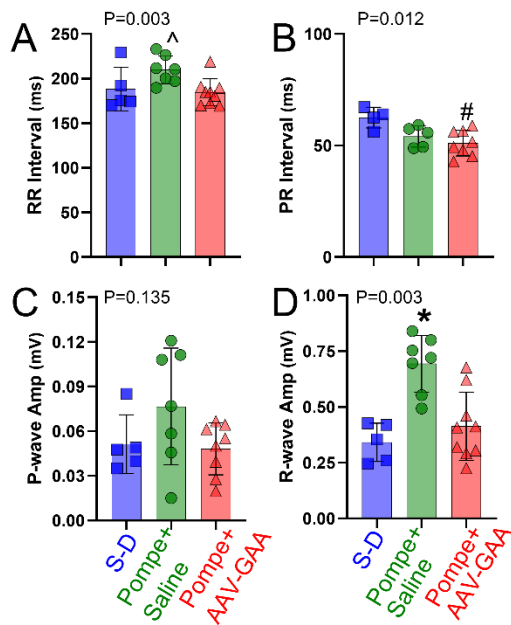 A
P=0.003
^
RR Interval (ms)
250
200
150
100
50
0
B
P=0.012
#
PR Interval (ms)
100
50
0
C
P=0.135
P-wave Amp (mV)
0.15
0.12
0.09
0.06
0.03
0.00
S-D
Pompe+
Saline
Pompe+
AAV-GAA
D
P=0.003
*
R-wave Amp (mV)
1.00
0.75
0.50
0.25
0.00
S-D
Pompe+
Saline
Pompe+
AAV-GAA